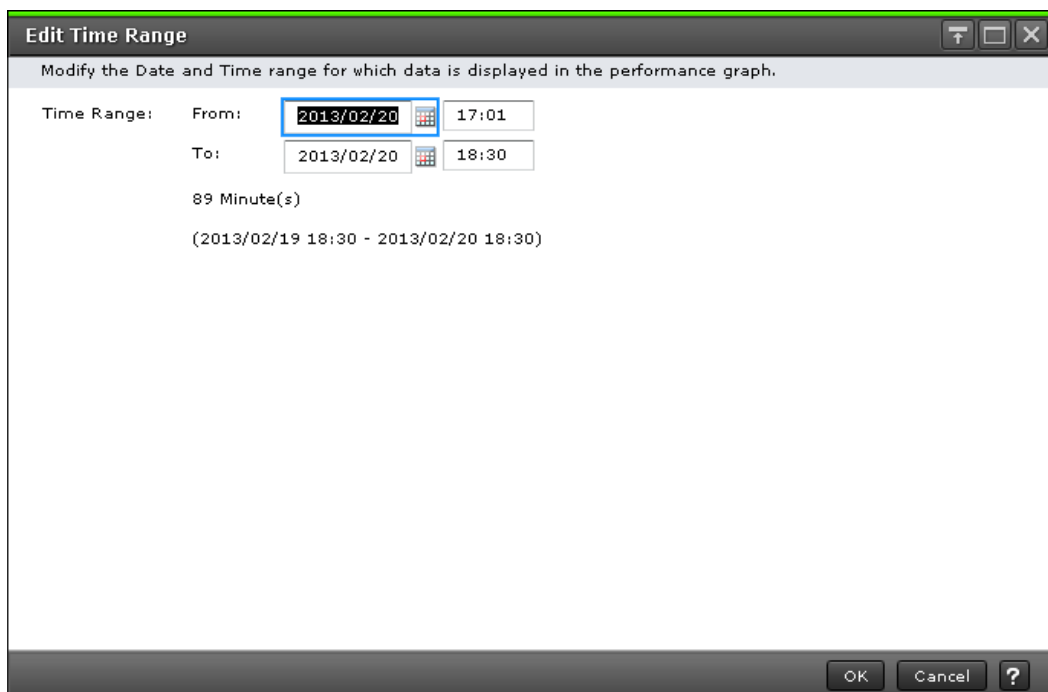 Edit Time Range
Modify the Date and Time range for which data is displayed in the performance graph.
Time Range: From: 2013/02/20 17:01
To: 2013/02/20 18:30
89 Minute(s)
(2013/02/19 18:30 - 2013/02/20 18:30)
OK Cancel ?